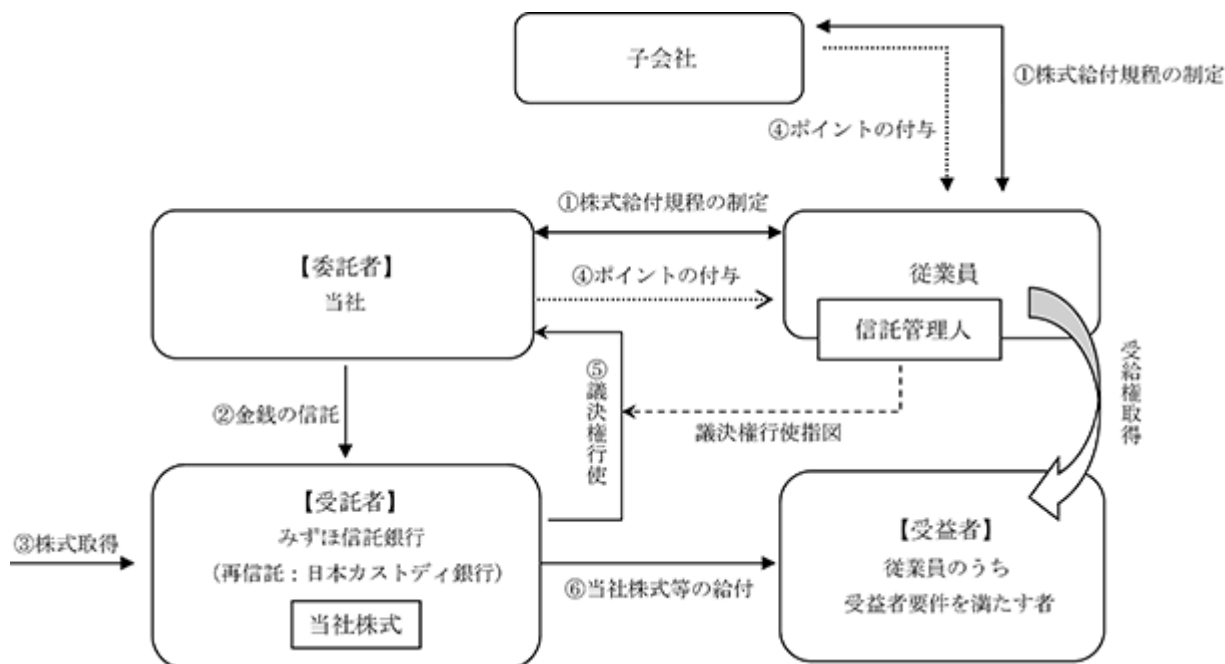 子会社
①株式給付規程の制定
④ポイントの付与
①株式給付規程の制定
【委託者】
当社
④ポイントの付与
従業員
信託管理人
②金銭の信託
⑤議決権行使
議決権行使指図
受給権取得
③株式取得
【受託者】
みずほ信託銀行
(再信託:日本カストディ銀行)
当社株式
⑥当社株式等の給付
【受益者】
従業員のうち
受益者要件を満たす者